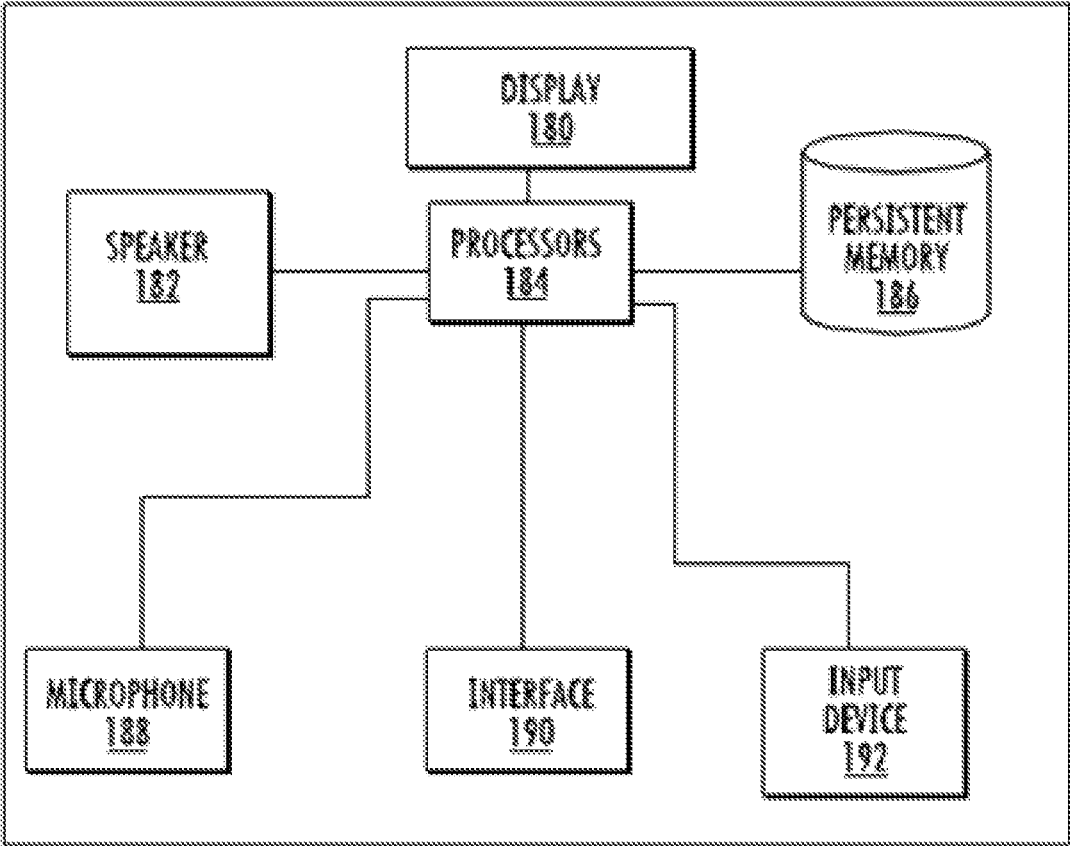 DISPLAY
180
SPEAKER
182
PROCESSORS
184
PERSISTENT
MEMORY
186
MICROPHONE
188
INTERFACE
190
INPUT
DEVICE
192